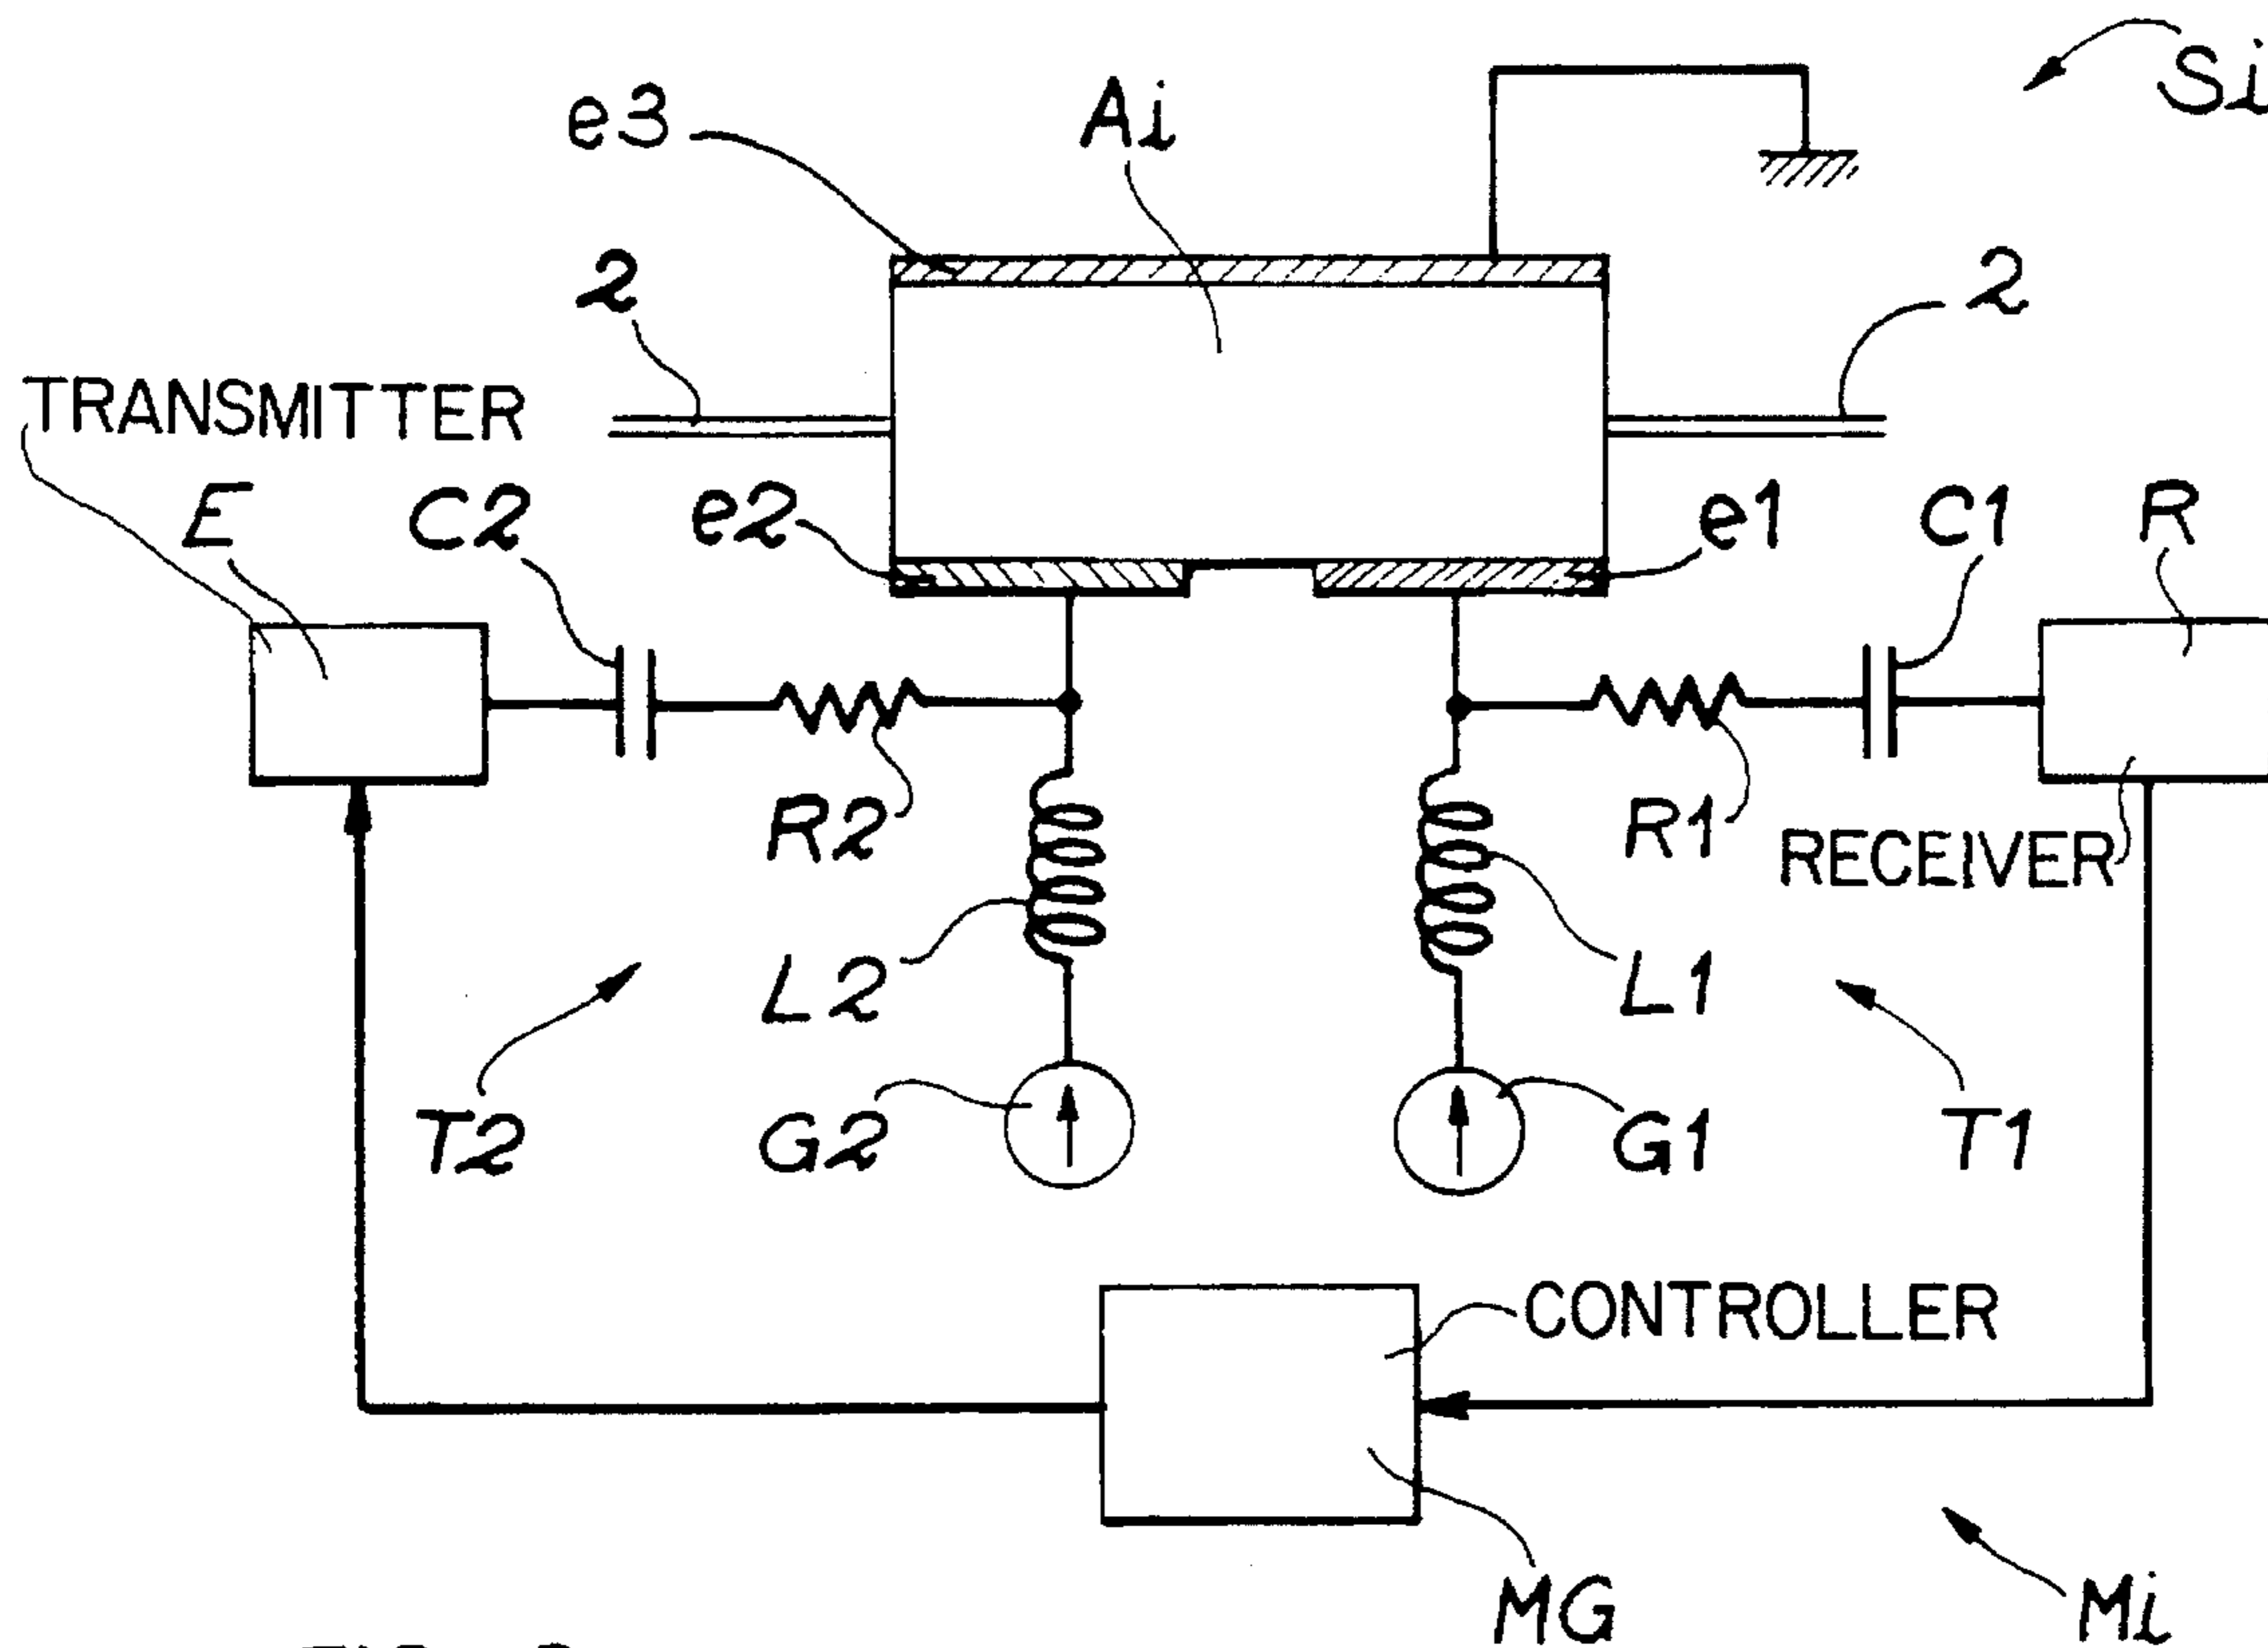 Si
e3
Ai
2
2
TRANSMITTER
E
C2
e2
e1
C1
R
R2
R1
RECEIVER
L2
L1
T2
G2
G1
T1
CONTROLLER
MG
Mi